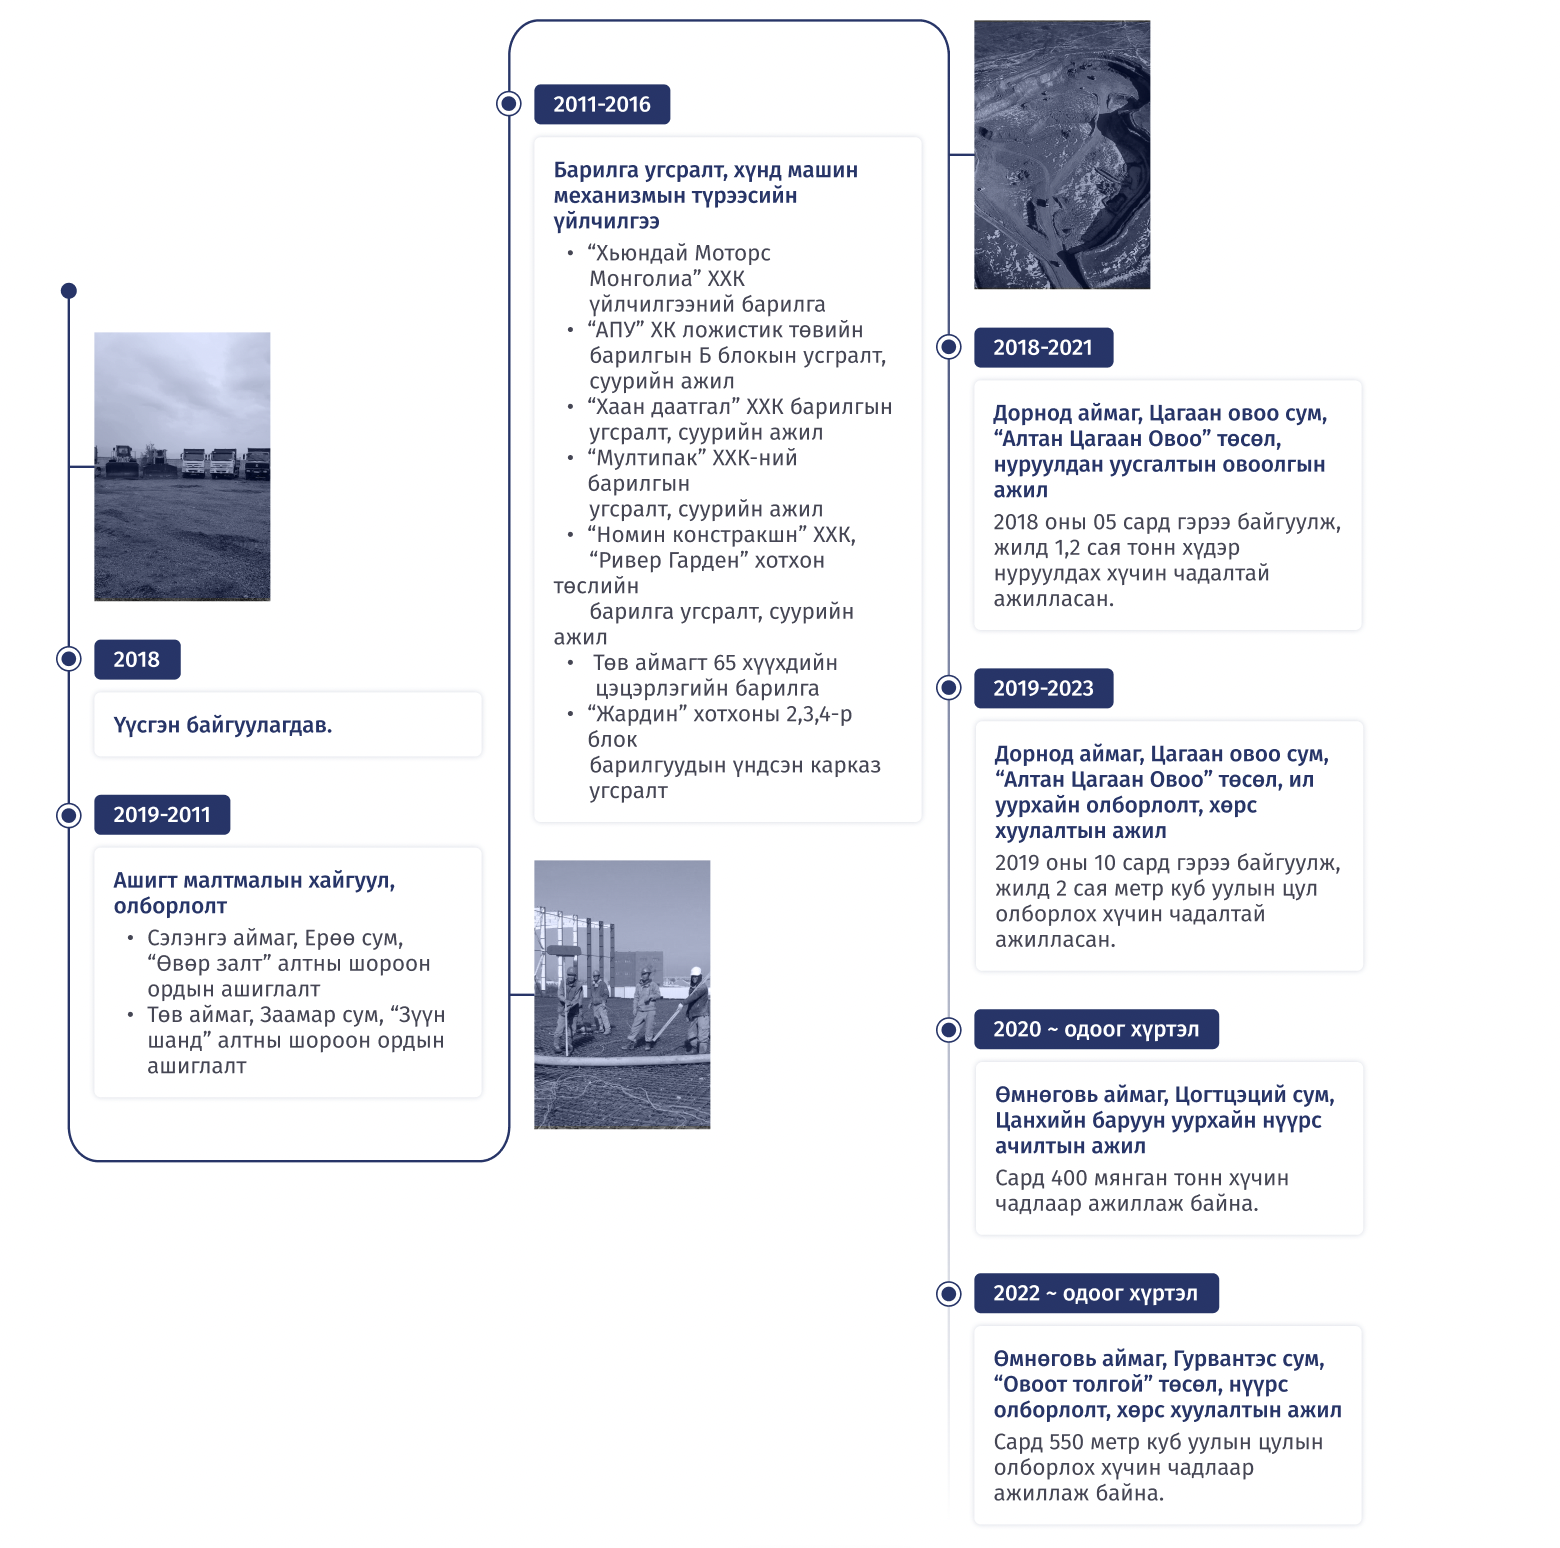 2018
Үүсгэн байгуулагдав.
2019-2011
Ашигт малтмалын хайгуул,
олборлолт
• Сэлэнгэ аймаг, Ерөө сум,
“Өвөр залт” алтны шороон
ордын ашиглалт
• Төв аймаг, Заамар сум, “Зүүн
шанд” алтны шороон ордын
ашиглалт
2011-2016
Барилга угсралт, хүнд машин
механизмын түрээсийн
үйлчилгээ
• “Хьюндай Моторс
Монголиа” ХХК
үйлчилгээний барилга
• “АПУ” ХК ложистик төвийн
барилгын Б блокын усгралт,
суурийн ажил
• “Хаан даатгал” ХХК барилгын
угсралт, суурийн ажил
• “Мултипак” ХХК-ний
барилгын
угсралт, суурийн ажил
• “Номин констракшн” ХХК,
“Ривер Гарден” хотхон
төслийн
барилга угсралт, суурийн
ажил
• Төв аймагт 65 хүүхдийн
цэцэрлэгийн барилга
• “Жардин” хотхоны 2,3,4-р
блок
барилгуудын үндсэн карказ
угсралт
2018-2021
Дорнод аймаг, Цагаан овоо сум,
“Алтан Цагаан Овоо” төсөл,
нуруулдан уусгалтын овоолгын
ажил
2018 оны 05 сард гэрээ байгуулж,
жилд 1,2 сая тонн хүдэр
нуруулдах хүчин чадалтай
ажилласан.
2019-2023
Дорнод аймаг, Цагаан овоо сум,
“Алтан Цагаан Овоо” төсөл, ил
уурхайн олборлолт, хөрс
хуулалтын ажил
2019 оны 10 сард гэрээ байгуулж,
жилд 2 сая метр куб уулын цул
олборлох хүчин чадалтай
ажилласан.
2020 ~ одоог хүртэл
Өмнөговь аймаг, Цогтцэций сум,
Цанхийн баруун уурхайн нүүрс
ачилтын ажил
Сард 400 мянган тонн хүчин
чадлаар ажиллаж байна.
2022 ~ одоог хүртэл
Өмнөговь аймаг, Гурвантэс сум,
“Овоот толгой” төсөл, нүүрс
олборлолт, хөрс хуулалтын ажил
Сард 550 метр куб уулын цулын
олборлох хүчин чадлаар
ажиллаж байна.